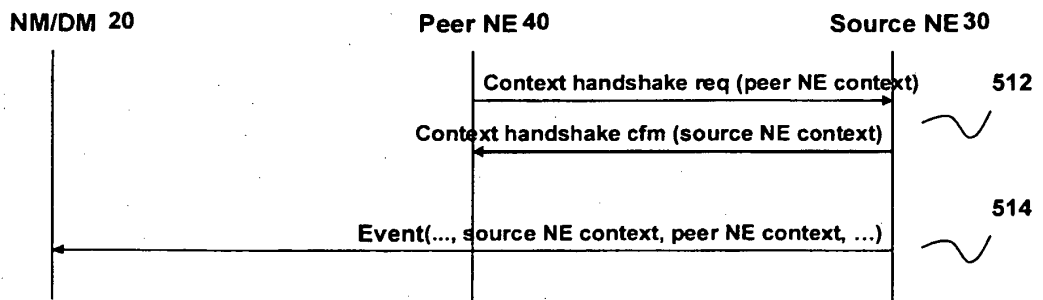 NM/DM 20
Peer NE 40
Source NE 30
Context handshake req (peer NE context)
512
Context handshake cfm (source NE context)
514
Event(..., source NE context, peer NE context, ...)